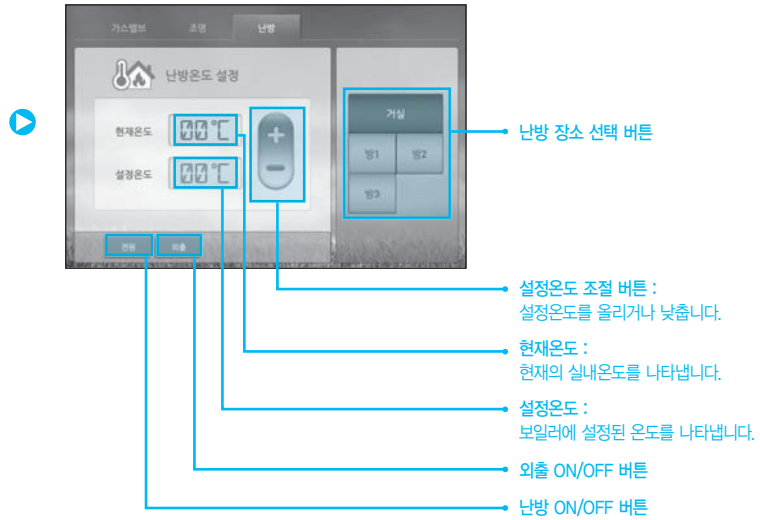 가스밸브 조명 난방
난방온도 설정
현재온도 00℃
설정온도 00℃
+
−
거실
방1 방2
방3
전원 외출
난방 장소 선택 버튼
설정온도 조절 버튼 :
설정온도를 올리거나 낮춥니다.
현재온도 :
현재의 실내온도를 나타냅니다.
설정온도 :
보일러에 설정된 온도를 나타냅니다.
외출 ON/OFF 버튼
난방 ON/OFF 버튼